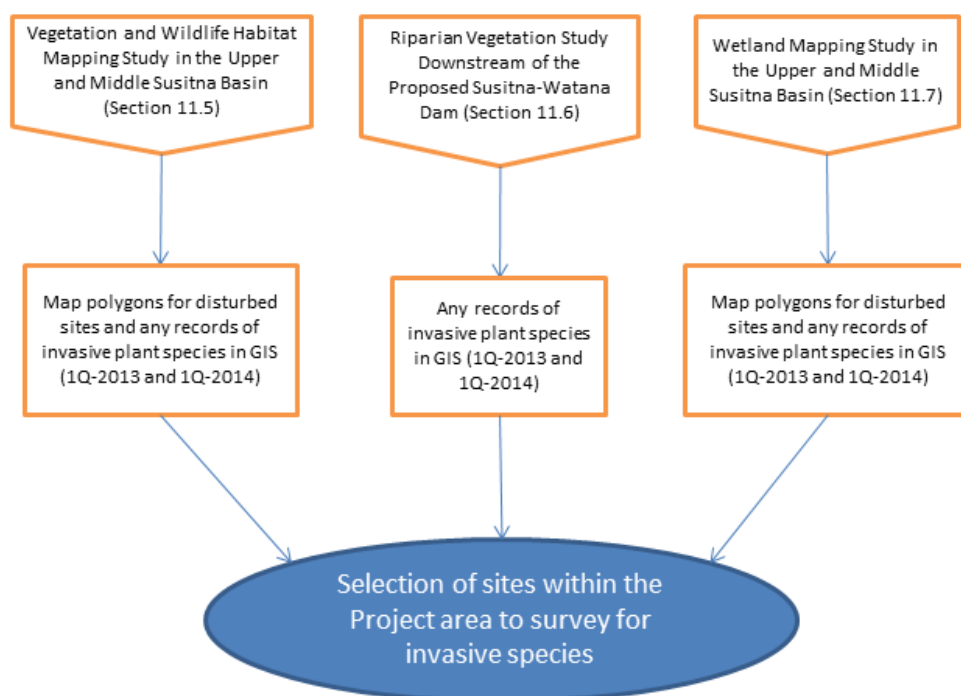 Vegetation and Wildlife Habitat
Mapping Study in the Upper
and Middle Susitna Basin
(Section 11.5)
Riparian Vegetation Study
Downstream of the
Proposed Susitna-Watana
Dam (Section 11.6)
Wetland Mapping Study in
the Upper and Middle
Susitna Basin (Section 11.7)
Map polygons for disturbed
sites and any records of
invasive plant species in GIS
(1Q-2013 and 1Q-2014)
Any records of
invasive plant species
in GIS (1Q-2013 and
1Q-2014)
Map polygons for disturbed
sites and any records of
invasive plant species in GIS
(1Q-2013 and 1Q-2014)
Selection of sites within the
Project area to survey for
invasive species